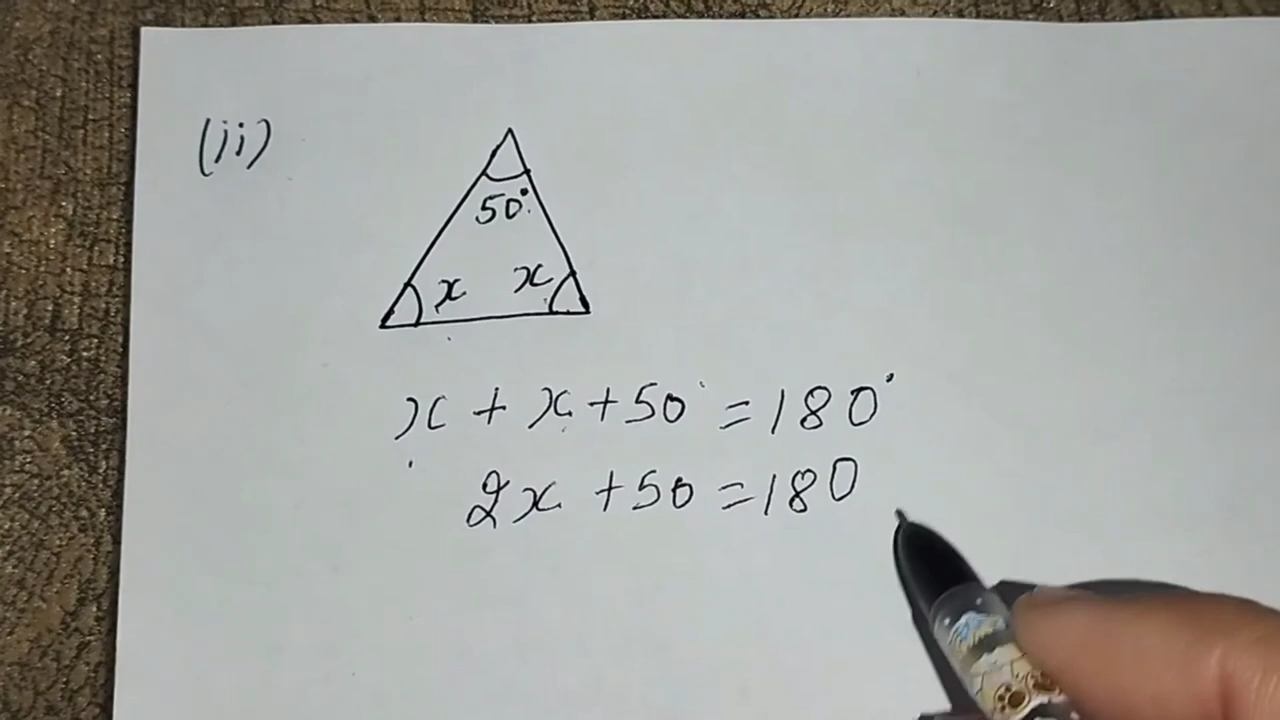 (ii)
50°
x x
x + x + 50° = 180°
2x + 50 = 180